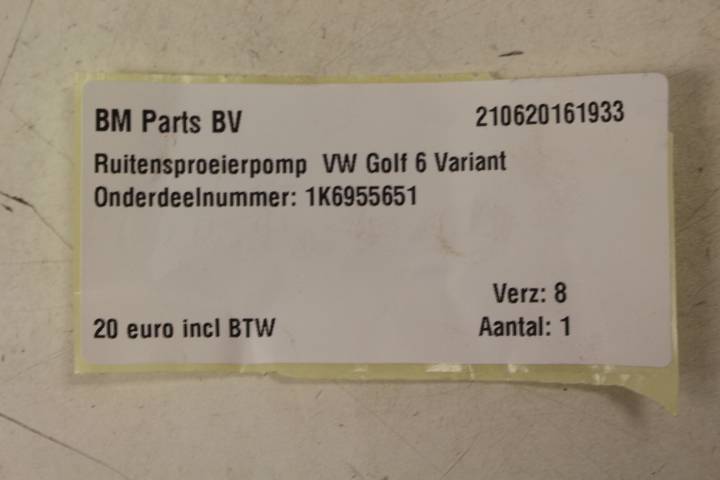 BM Parts BV 210620161933
Ruitensproeierpomp VW Golf 6 Variant
Onderdeelnummer: 1K6955651
Verz: 8
20 euro incl BTW Aantal: 1